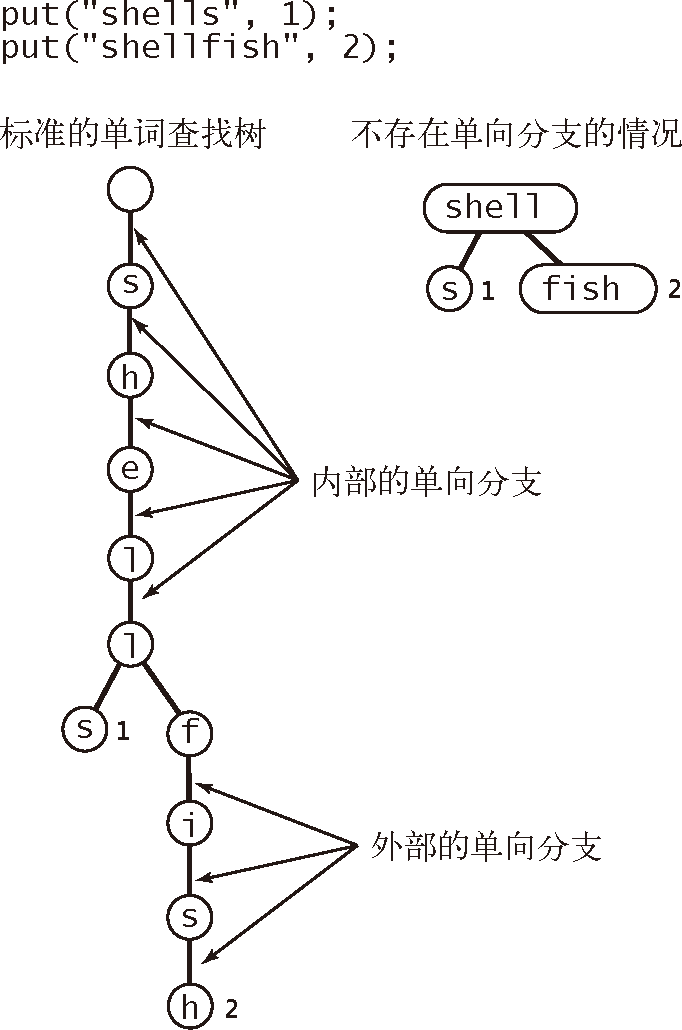 put("shells", 1);
put("shellfish", 2);
标准的单词查找树 不存在单向分支的情况
shell
s
s 1 fish 2
h
e
内部的单向分支
l
l
s 1 f
i
外部的单向分支
s
h 2